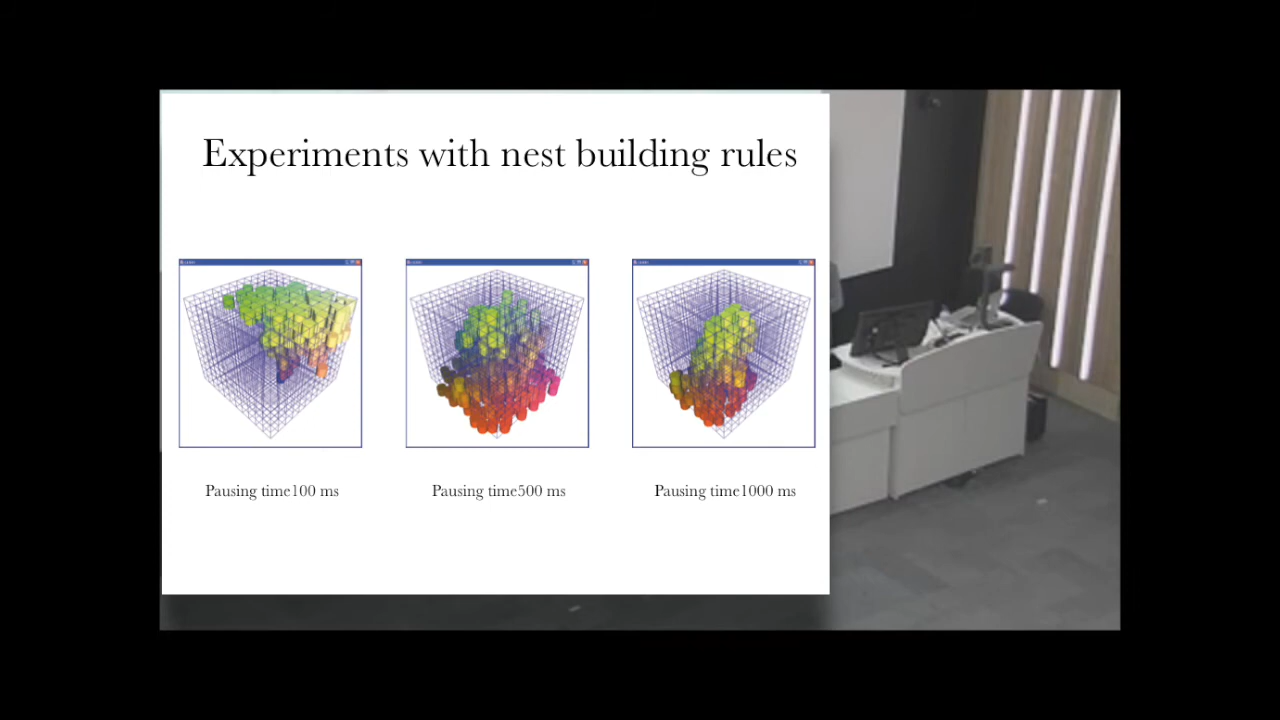 Experiments with nest building rules
Pausing time100 ms
Pausing time500 ms
Pausing time1000 ms